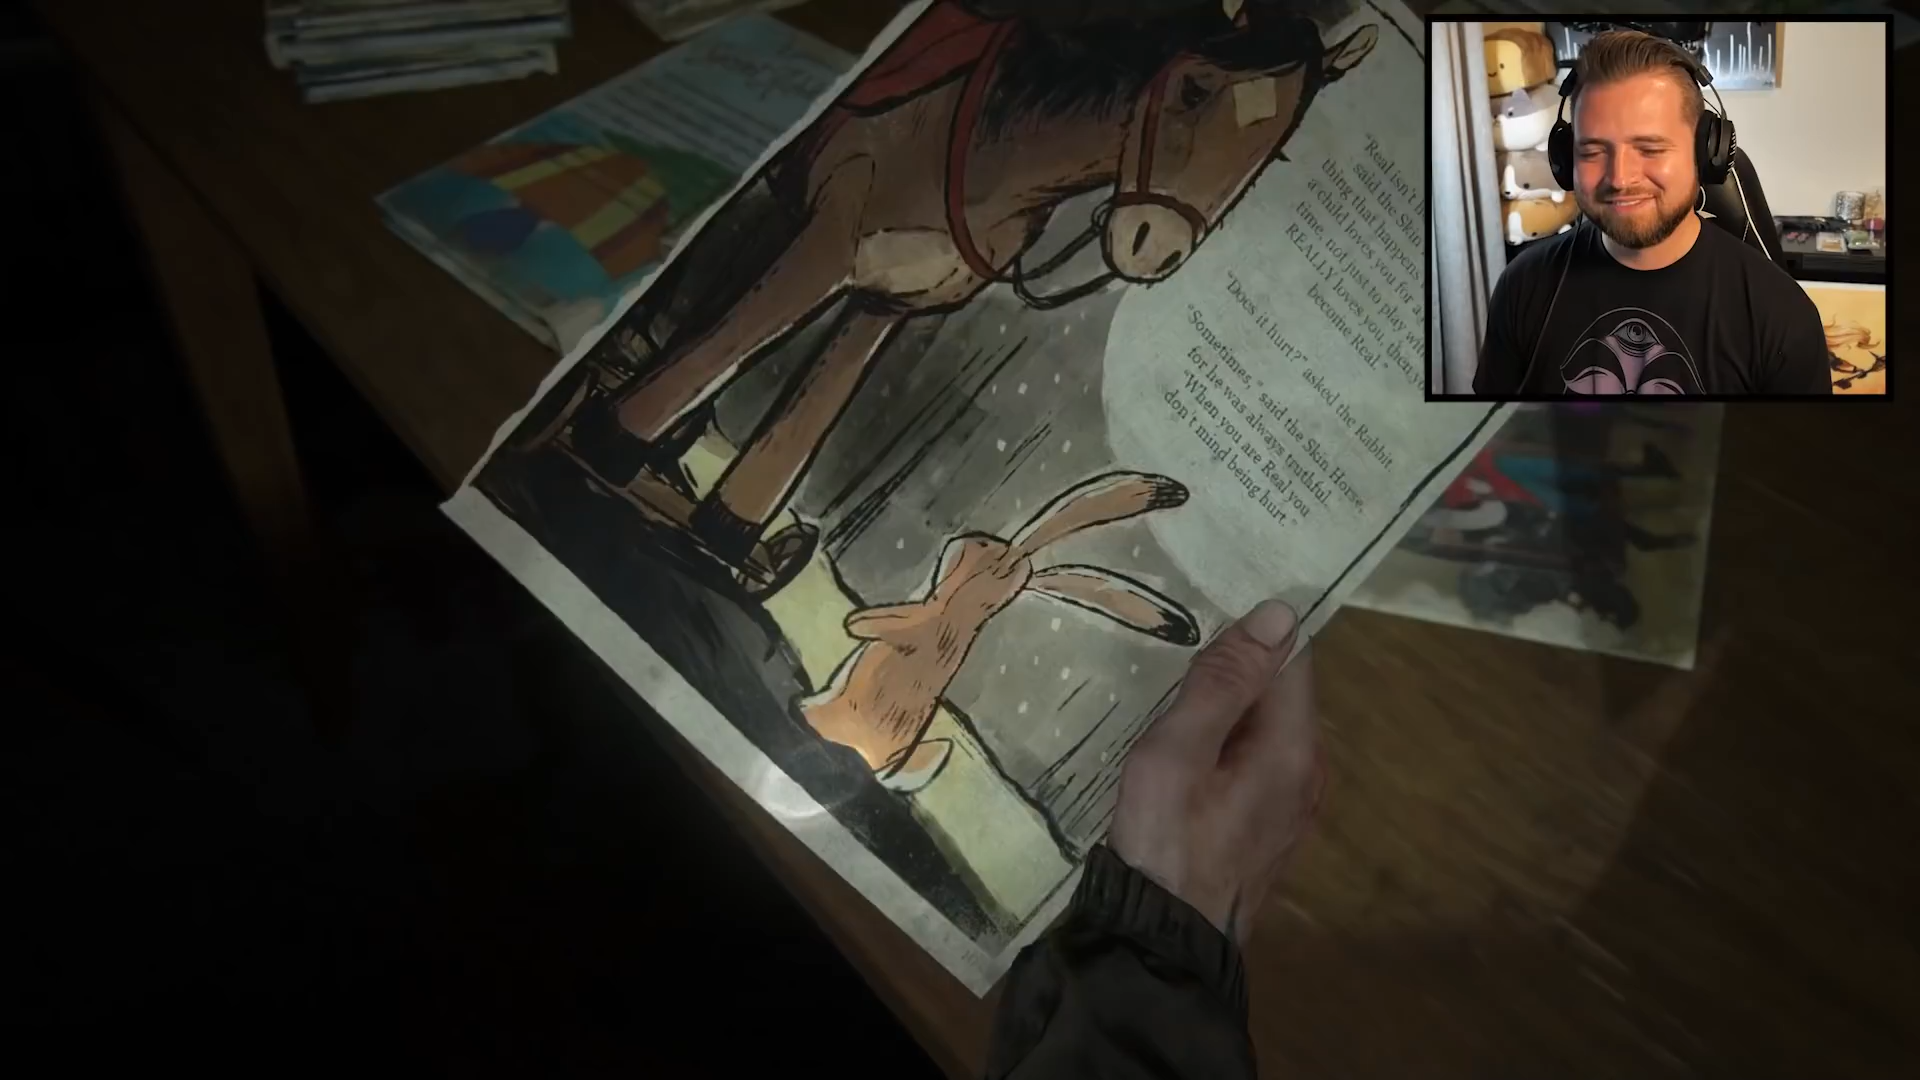 "Real isn't
said the Skin
thing that happens
a child loves you for a
time, not just to play with
REALLY loves you, then you
become Real."
"Does it hurt?" asked the Rabbit.
"Sometimes," said the Skin Horse,
for he was always truthful.
"When you are Real you
don't mind being hurt."